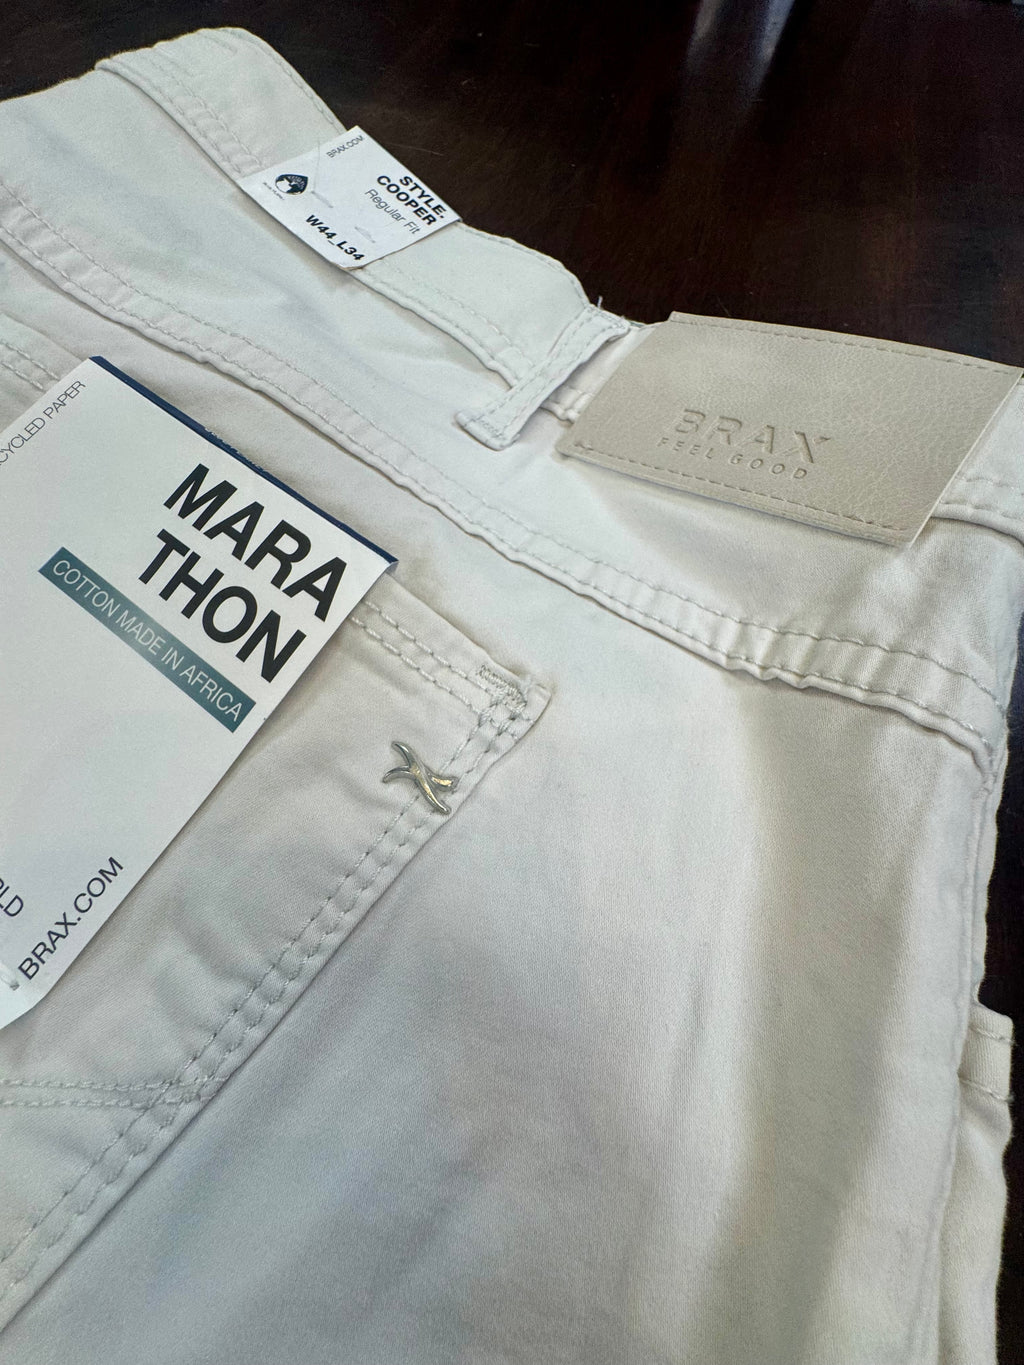 BRAX.COM
STYLE.
COOPER
Regular Fit
W44_L34
BRAX
FEEL GOOD
CYCLED PAPER
MARA
THON
COTTON MADE IN AFRICA
LD
BRAX.COM